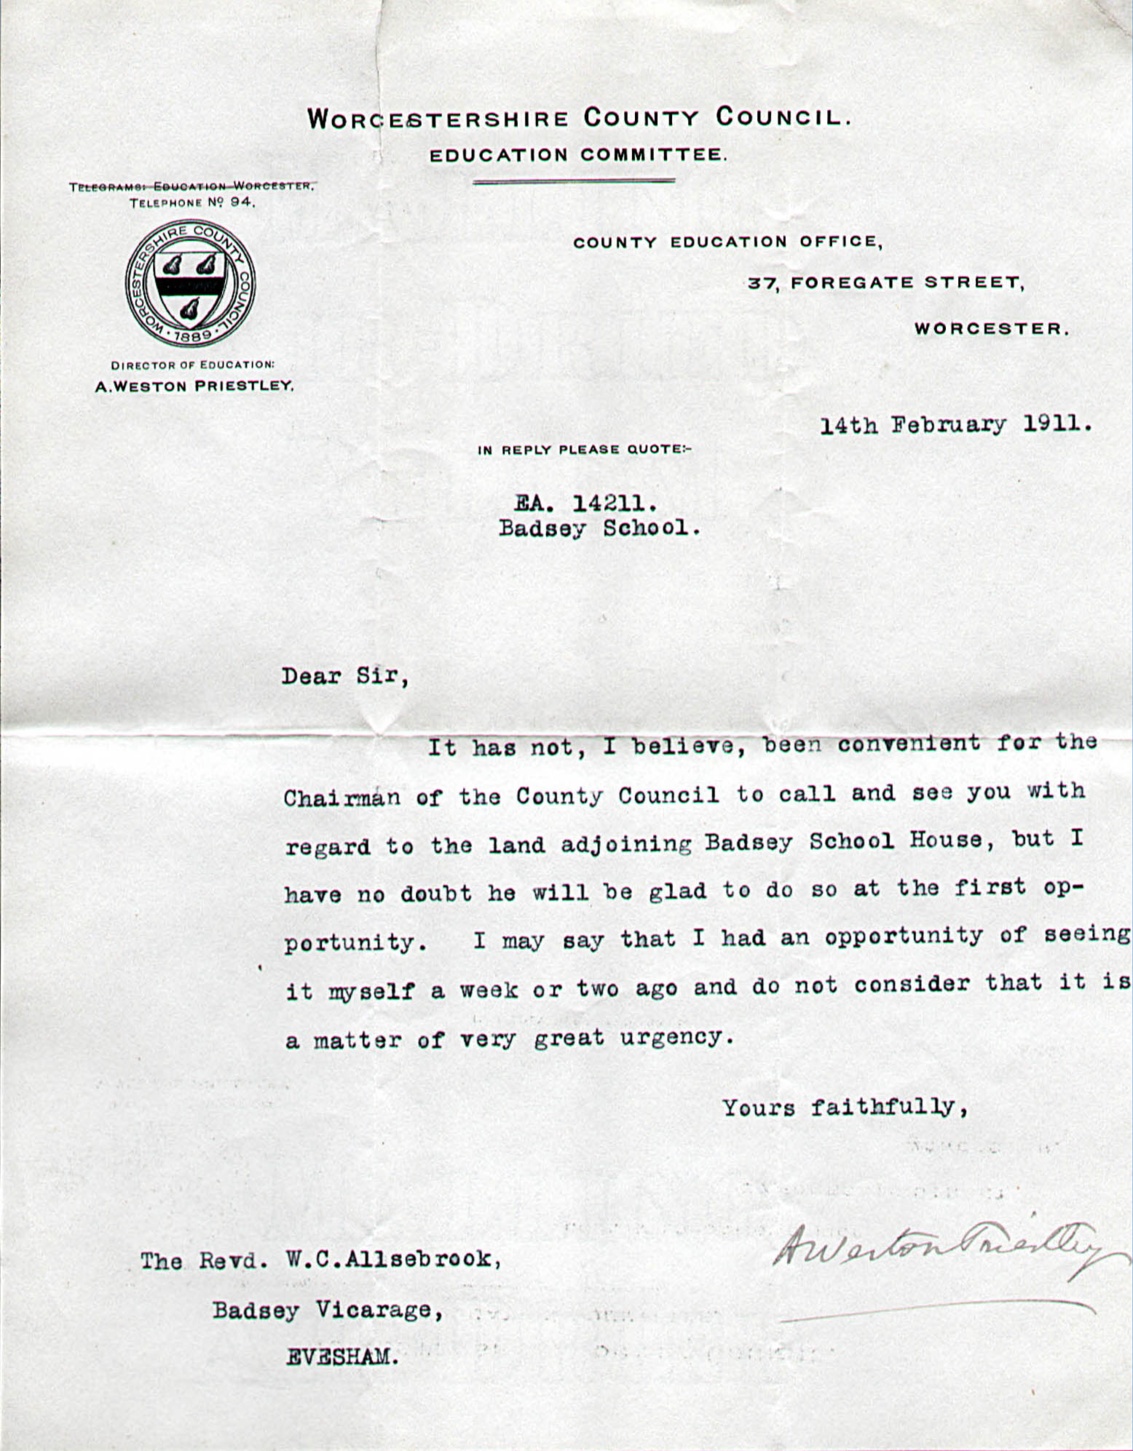 WORCESTERSHIRE COUNTY COUNCIL.
EDUCATION COMMITTEE.
TELEGRAMS: EDUCATION WORCESTER,
TELEPHONE Nº 94.
WORCESTERSHIRE COUNTY COUNCIL · 1889 ·
DIRECTOR OF EDUCATION:
A. WESTON PRIESTLEY.
COUNTY EDUCATION OFFICE,
37, FOREGATE STREET,
WORCESTER.
14th February 1911.
IN REPLY PLEASE QUOTE:-
EA. 14211.
Badsey School.
Dear Sir,
It has not, I believe, been convenient for the
Chairman of the County Council to call and see you with
regard to the land adjoining Badsey School House, but I
have no doubt he will be glad to do so at the first op-
portunity. I may say that I had an opportunity of seeing
it myself a week or two ago and do not consider that it is
a matter of very great urgency.
Yours faithfully,
A Weston Priestley
The Revd. W.C.Allsebrook,
Badsey Vicarage,
EVESHAM.